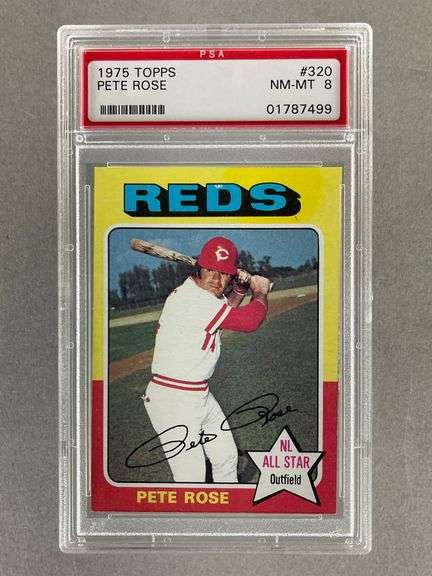 PSA
1975 TOPPS #320
PETE ROSE NM-MT 8
01787499
REDS
C
Pete Rose
NL
ALL STAR
Outfield
PETE ROSE